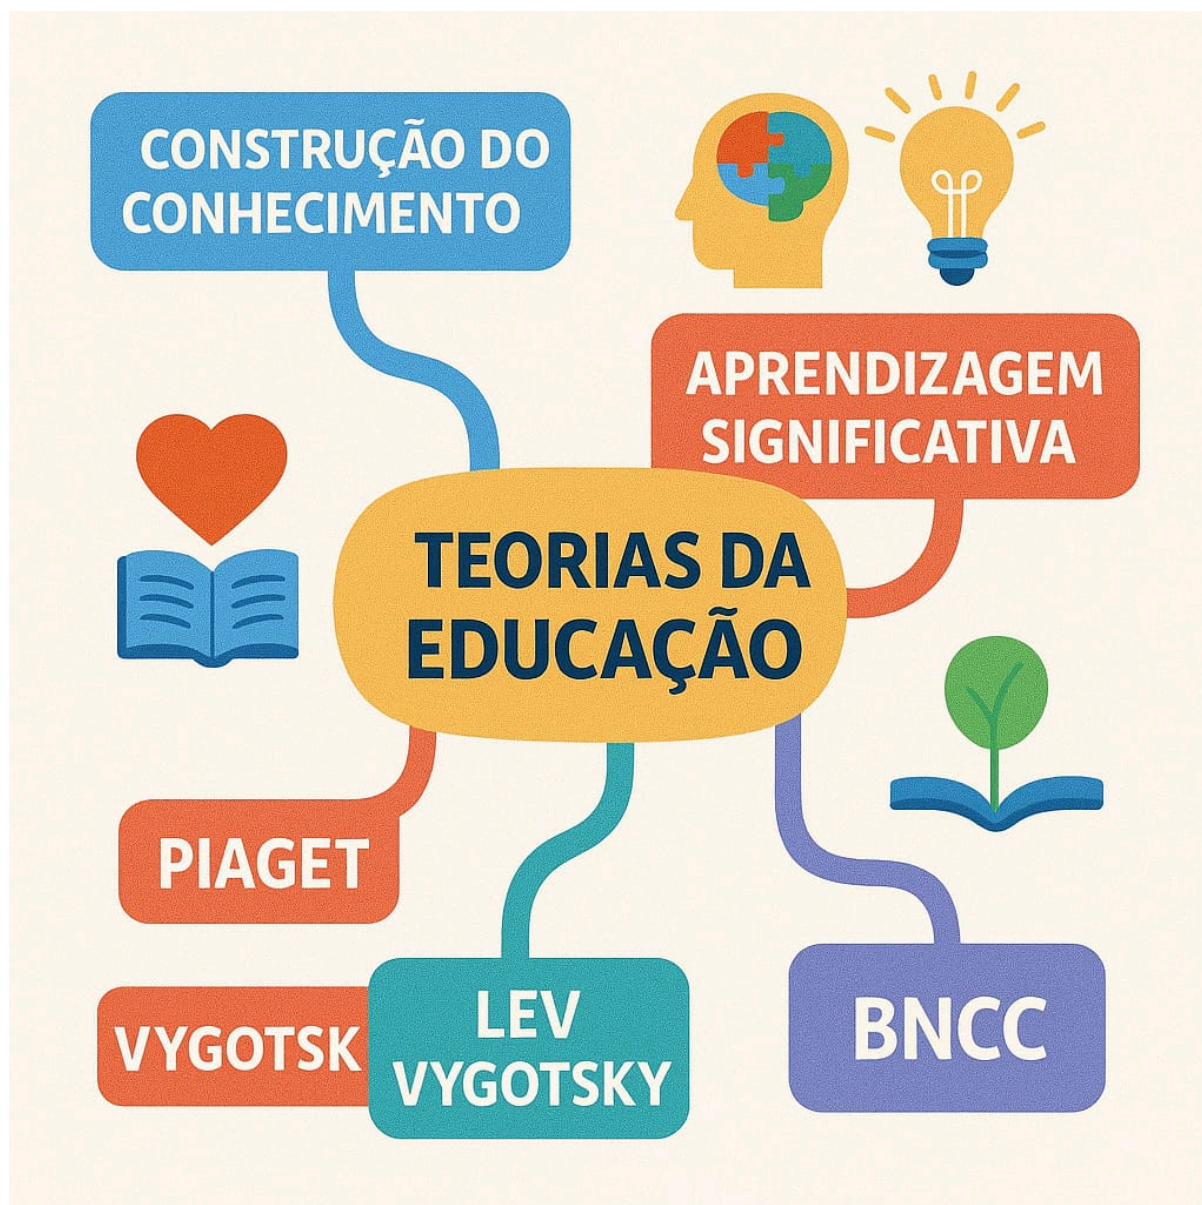 CONSTRUÇÃO DO
CONHECIMENTO
APRENDIZAGEM
SIGNIFICATIVA
TEORIAS DA
EDUCAÇÃO
PIAGET
VYGOTSK
LEV
VYGOTSKY
BNCC